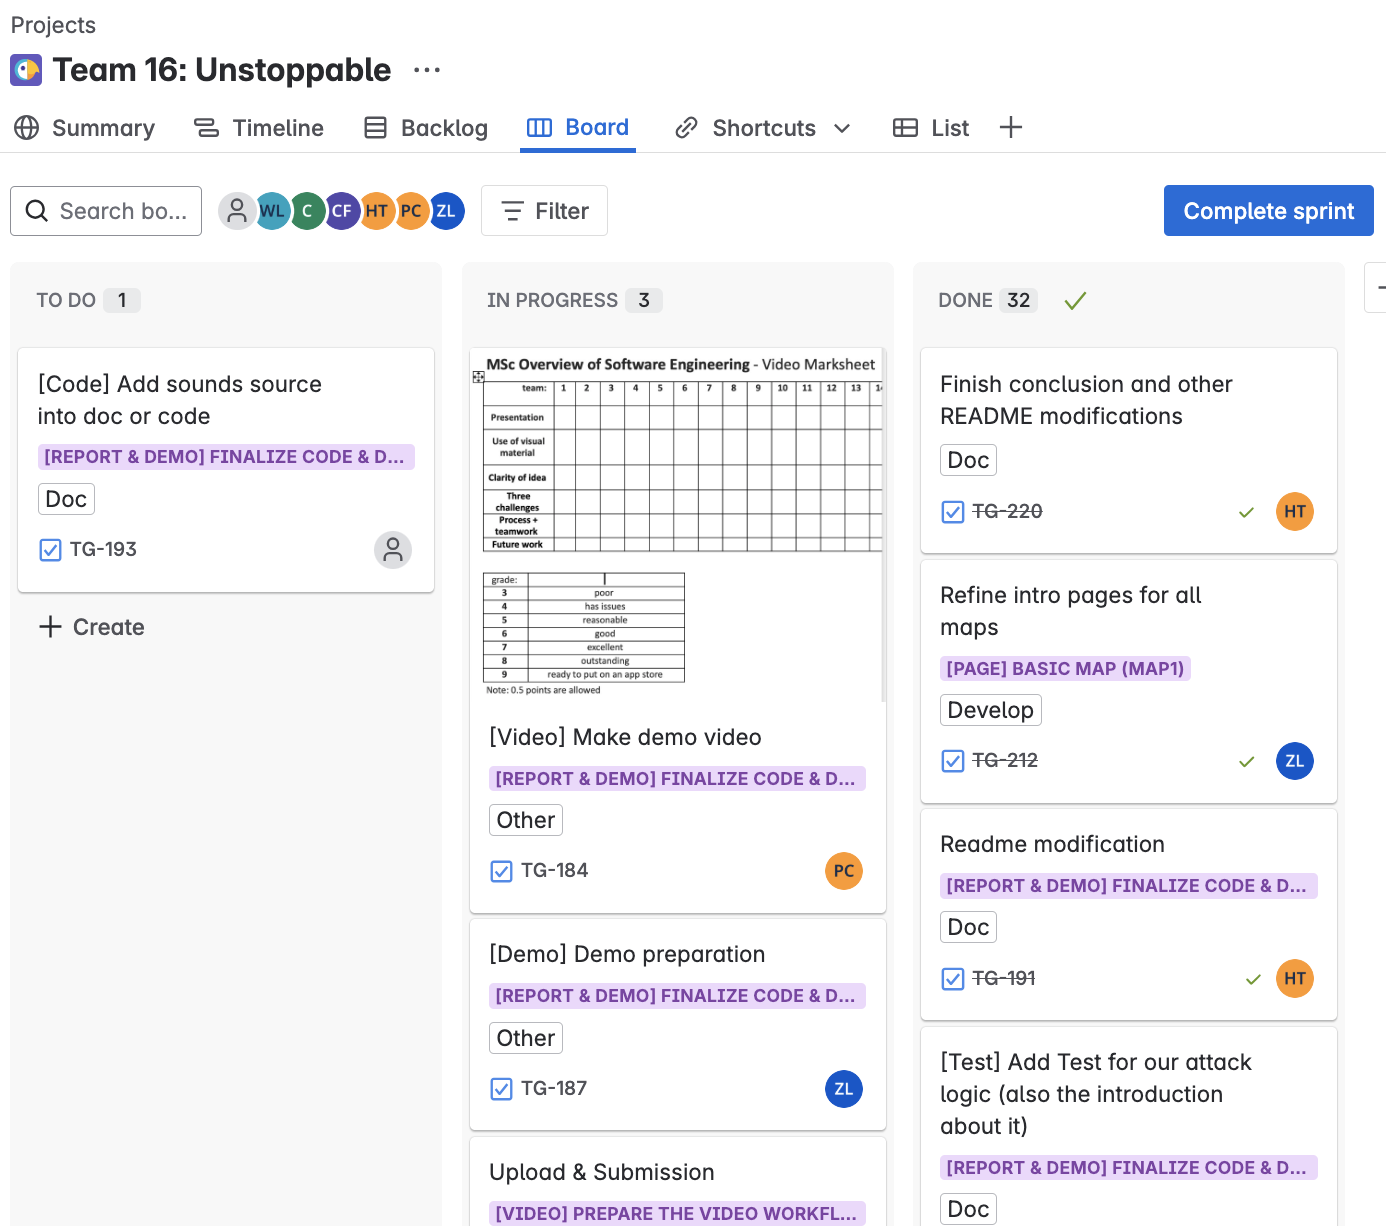 Projects
Team 16: Unstoppable
Summary
Timeline
Backlog
Board
Shortcuts
List
Search bo...
WL
C
CF
HT
PC
ZL
Filter
Complete sprint
TO DO 1
[Code] Add sounds source
into doc or code
[REPORT & DEMO] FINALIZE CODE & D...
Doc
TG-193
Create
IN PROGRESS 3
MSc Overview of Software Engineering - Video Marksheet
team: 1 2 3 4 5 6 7 8 9 10 11 12 13
Presentation
Use of visual
material
Clarity of idea
Three
challenges
Process +
teamwork
Future work
grade:
3 poor
4 has issues
5 reasonable
6 good
7 excellent
8 outstanding
9 ready to put on an app store
Note: 0.5 points are allowed
[Video] Make demo video
[REPORT & DEMO] FINALIZE CODE & D...
Other
TG-184
PC
[Demo] Demo preparation
[REPORT & DEMO] FINALIZE CODE & D...
Other
TG-187
ZL
Upload & Submission
[VIDEO] PREPARE THE VIDEO WORKFL...
DONE 32
Finish conclusion and other
README modifications
Doc
TG-220
HT
Refine intro pages for all
maps
[PAGE] BASIC MAP (MAP1)
Develop
TG-212
ZL
Readme modification
[REPORT & DEMO] FINALIZE CODE & D...
Doc
TG-191
HT
[Test] Add Test for our attack
logic (also the introduction
about it)
[REPORT & DEMO] FINALIZE CODE & D...
Doc